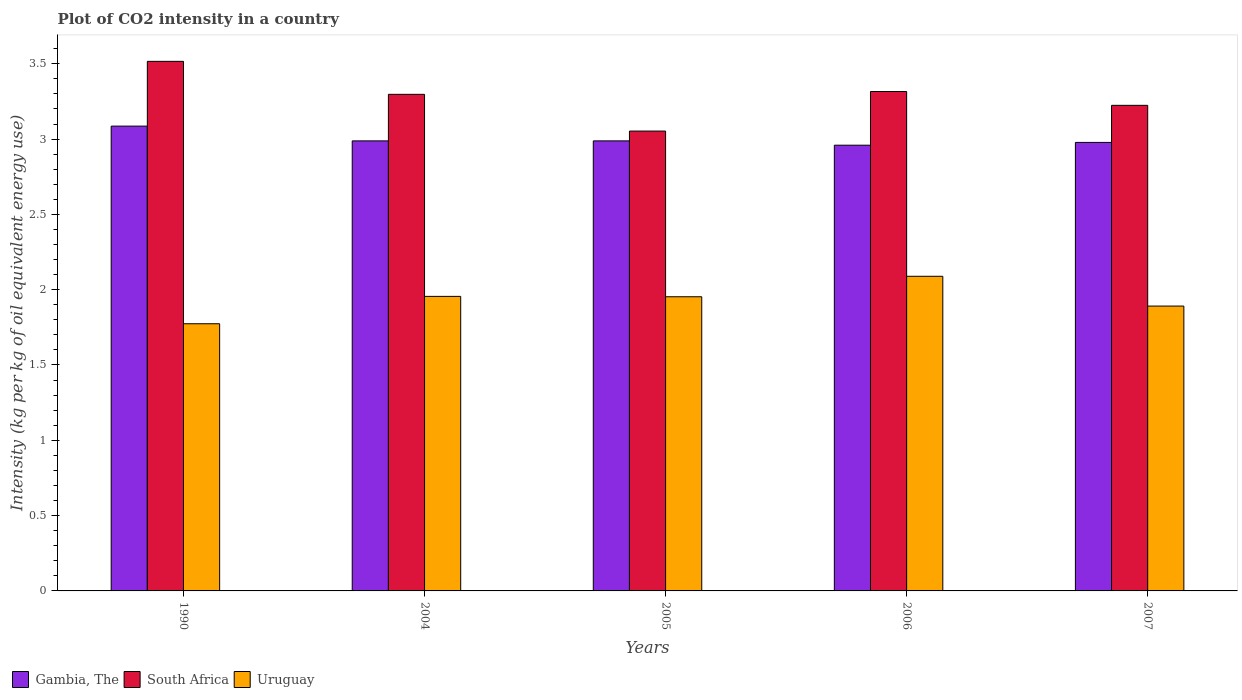 Plot of CO2 intensity in a country
Intensity (kg per kg of oil equivalent energy use)
3.5
3
2.5
2
1.5
1
0.5
0
1990
2004
2005
2006
2007
Years
Gambia, The
South Africa
Uruguay